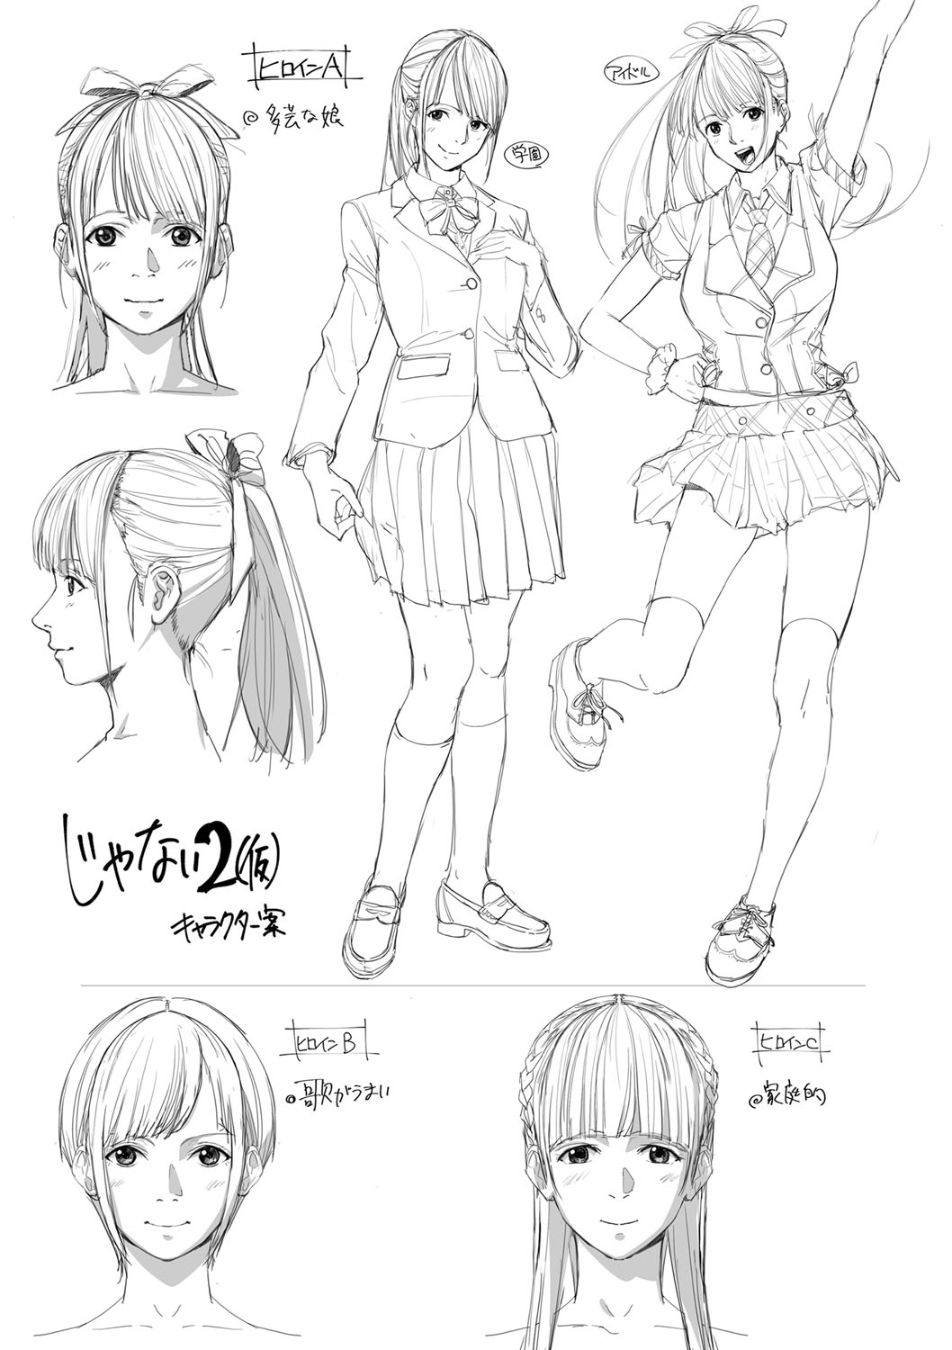 ヒロインA
◎多芸な娘
学園
アイドル
じゃない2(仮)
キャラクター案
ヒロインB
◎歌がうまい
ヒロインC
◎家庭的